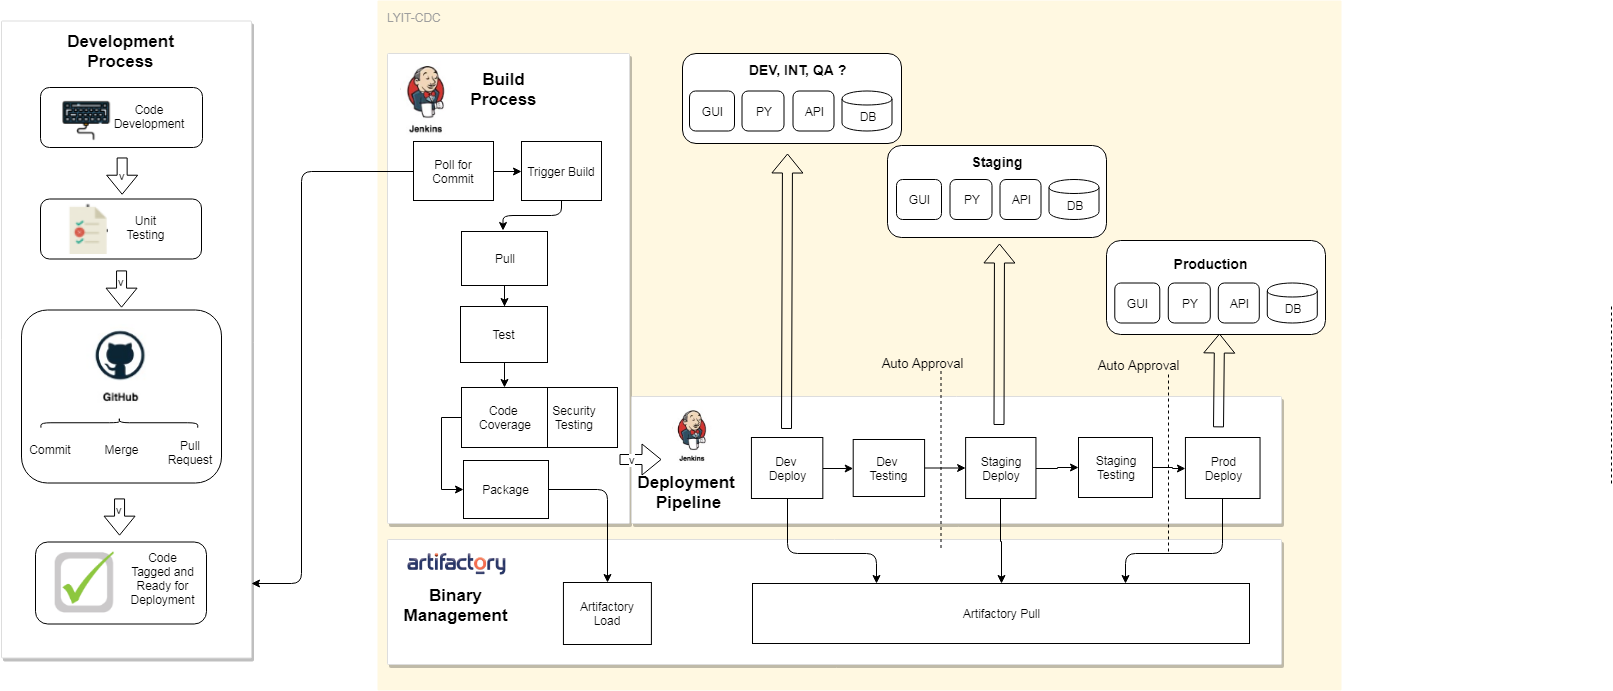 LYIT-CDC
Development
Process
Code
Development
v
Unit
Testing
v
GitHub
Commit
Merge
Pull
Request
v
Code
Tagged and
Ready for
Deployment
Jenkins
Build
Process
Poll for
Commit
Trigger Build
Pull
Test
Code
Coverage
Security
Testing
Package
v
Jenkins
Deployment
Pipeline
Dev
Deploy
Dev
Testing
Staging
Deploy
Staging
Testing
Prod
Deploy
Auto Approval
Auto Approval
DEV, INT, QA ?
GUI
PY
API
DB
Staging
GUI
PY
API
DB
Production
GUI
PY
API
DB
artifactory
Binary
Management
Artifactory
Load
Artifactory Pull